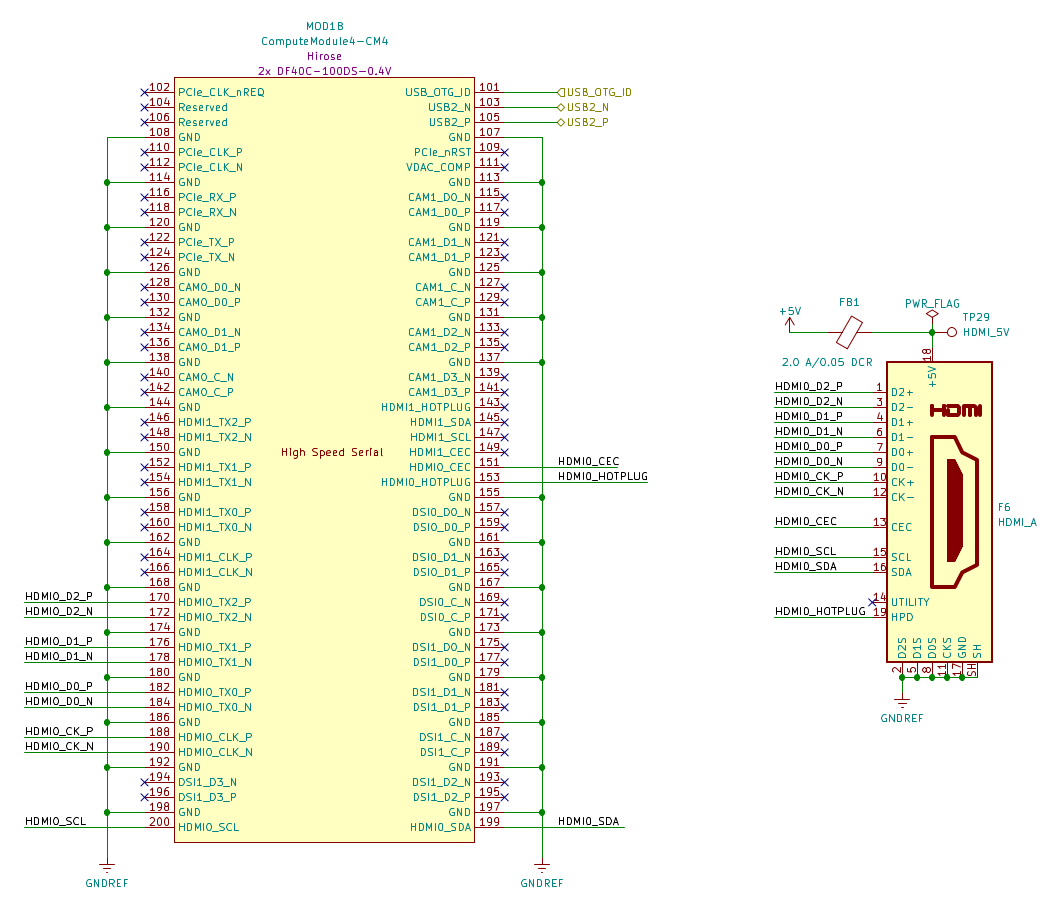 MOD1B
ComputeModule4-CM4
Hirose
2x DF40C-100DS-0.4V
102 PCIe_CLK_nREQ USB_OTG_ID 101 USB_OTG_ID
104 Reserved USB2_N 103 USB2_N
106 Reserved USB2_P 105 USB2_P
108 GND GND 107
110 PCIe_CLK_P PCIe_nRST 109
112 PCIe_CLK_N VDAC_COMP 111
114 GND GND 113
116 PCIe_RX_P CAM1_D0_N 115
118 PCIe_RX_N CAM1_D0_P 117
120 GND GND 119
122 PCIe_TX_P CAM1_D1_N 121
124 PCIe_TX_N CAM1_D1_P 123
126 GND GND 125
128 CAM0_D0_N CAM1_C_N 127
130 CAM0_D0_P CAM1_C_P 129
132 GND GND 131
134 CAM0_D1_N CAM1_D2_N 133
136 CAM0_D1_P CAM1_D2_P 135
138 GND GND 137
140 CAM0_C_N CAM1_D3_N 139
142 CAM0_C_P CAM1_D3_P 141
144 GND HDMI1_HOTPLUG 143
146 HDMI1_TX2_P HDMI1_SDA 145
148 HDMI1_TX2_N HDMI1_SCL 147
150 GND High Speed Serial HDMI1_CEC 149
152 HDMI1_TX1_P HDMI0_CEC 151 HDMI0_CEC
154 HDMI1_TX1_N HDMI0_HOTPLUG 153 HDMI0_HOTPLUG
156 GND GND 155
158 HDMI1_TX0_P DSI0_D0_N 157
160 HDMI1_TX0_N DSI0_D0_P 159
162 GND GND 161
164 HDMI1_CLK_P DSI0_D1_N 163
166 HDMI1_CLK_N DSI0_D1_P 165
168 GND GND 167
HDMI0_D2_P 170 HDMI0_TX2_P DSI0_C_N 169
HDMI0_D2_N 172 HDMI0_TX2_N DSI0_C_P 171
174 GND GND 173
HDMI0_D1_P 176 HDMI0_TX1_P DSI1_D0_N 175
HDMI0_D1_N 178 HDMI0_TX1_N DSI1_D0_P 177
180 GND GND 179
HDMI0_D0_P 182 HDMI0_TX0_P DSI1_D1_N 181
HDMI0_D0_N 184 HDMI0_TX0_N DSI1_D1_P 183
186 GND GND 185
HDMI0_CK_P 188 HDMI0_CLK_P DSI1_C_N 187
HDMI0_CK_N 190 HDMI0_CLK_N DSI1_C_P 189
192 GND GND 191
194 DSI1_D3_N DSI1_D2_N 193
196 DSI1_D3_P DSI1_D2_P 195
198 GND GND 197
HDMI0_SCL 200 HDMI0_SCL HDMI0_SDA 199 HDMI0_SDA
GNDREF GNDREF
FB1 PWR_FLAG
+5V TP29
HDMI_5V
2.0 A/0.05 DCR 18 +5V
HDMI0_D2_P 1 D2+
HDMI0_D2_N 3 D2-
HDMI0_D1_P 4 D1+
HDMI0_D1_N 6 D1-
HDMI0_D0_P 7 D0+
HDMI0_D0_N 9 D0-
HDMI0_CK_P 10 CK+
HDMI0_CK_N 12 CK-
HDMI
F6
HDMI_A
HDMI0_CEC 13 CEC
HDMI0_SCL 15 SCL
HDMI0_SDA 16 SDA
14 UTILITY
HDMI0_HOTPLUG 19 HPD
D2S D1S D0S CKS GND SH
2 5 8 11 17 SH
GNDREF